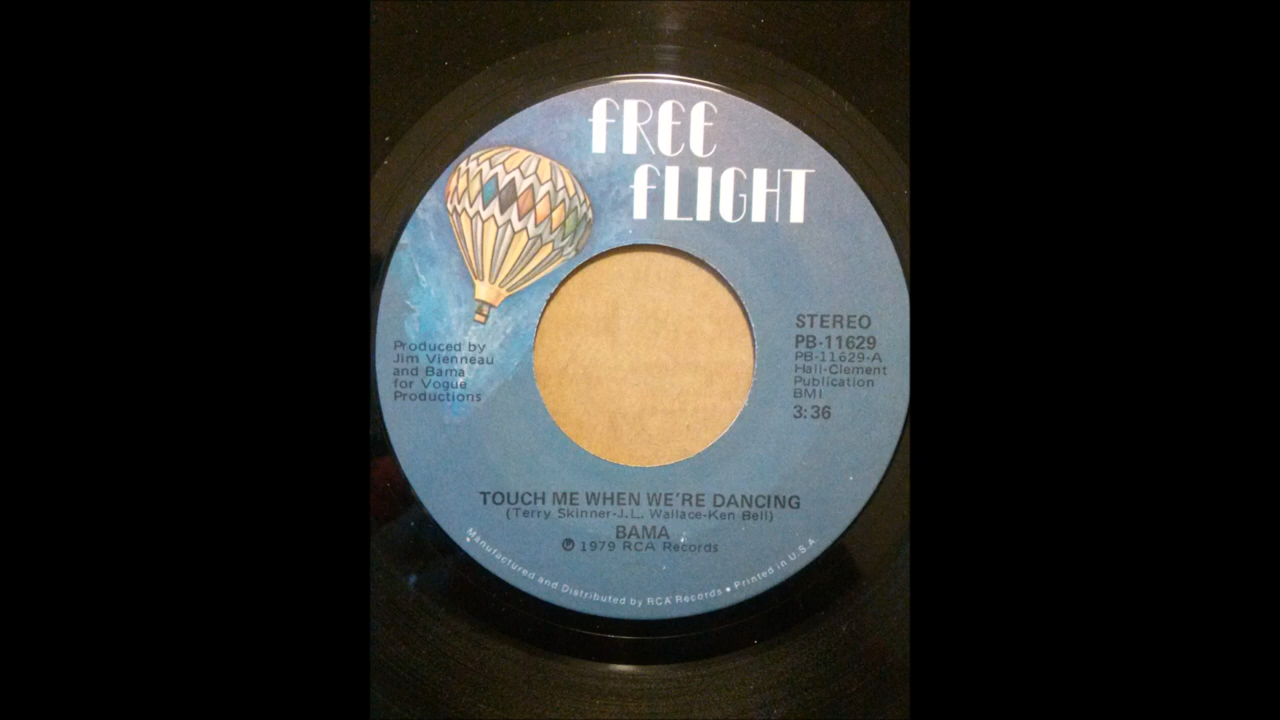 fREE
fLIGHT
STEREO
PB-11629
PB-11629-A
Hall-Clement
Publication
BMI
3:36
Produced by
Jim Vienneau
and Bama
for Vogue
Productions
TOUCH ME WHEN WE'RE DANCING
(Terry Skinner-J.L. Wallace-Ken Bell)
BAMA
℗ 1979 RCA Records
Manufactured and Distributed by RCA Records • Printed in U.S.A.